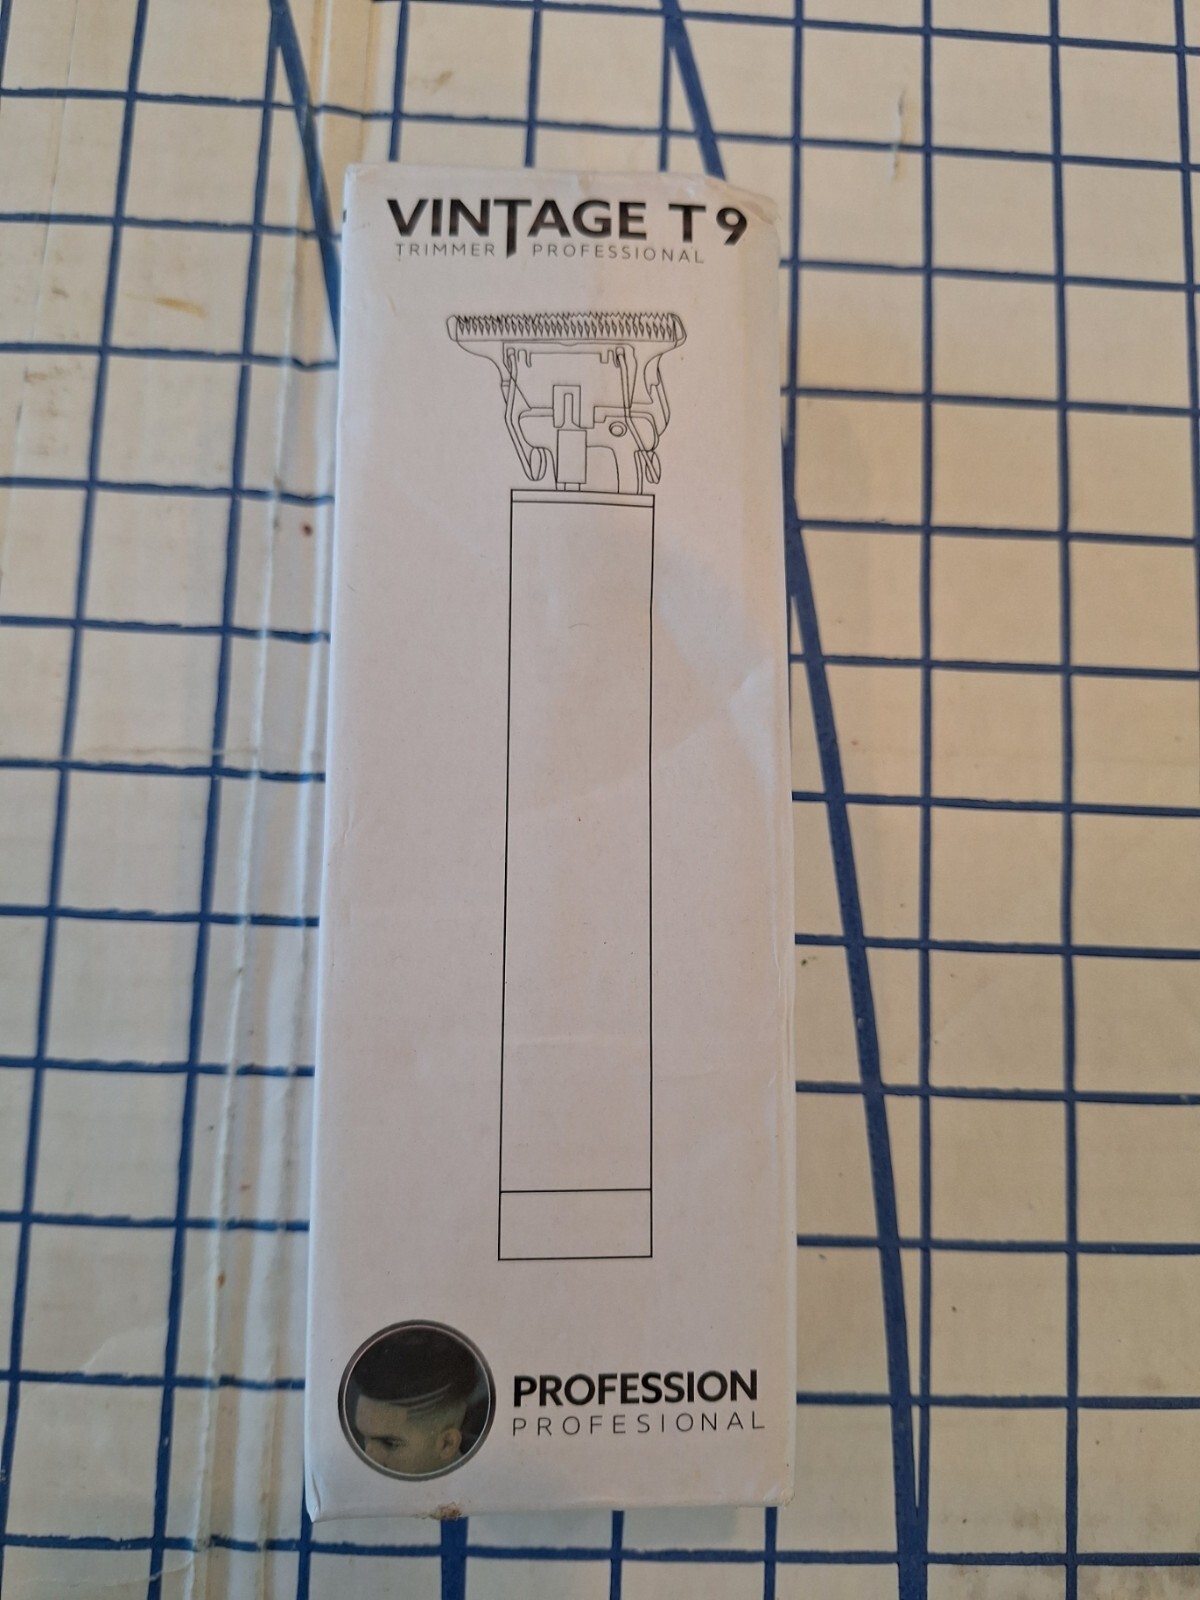 VINTAGE T9
TRIMMER PROFESSIONAL
PROFESSION
PROFESIONAL